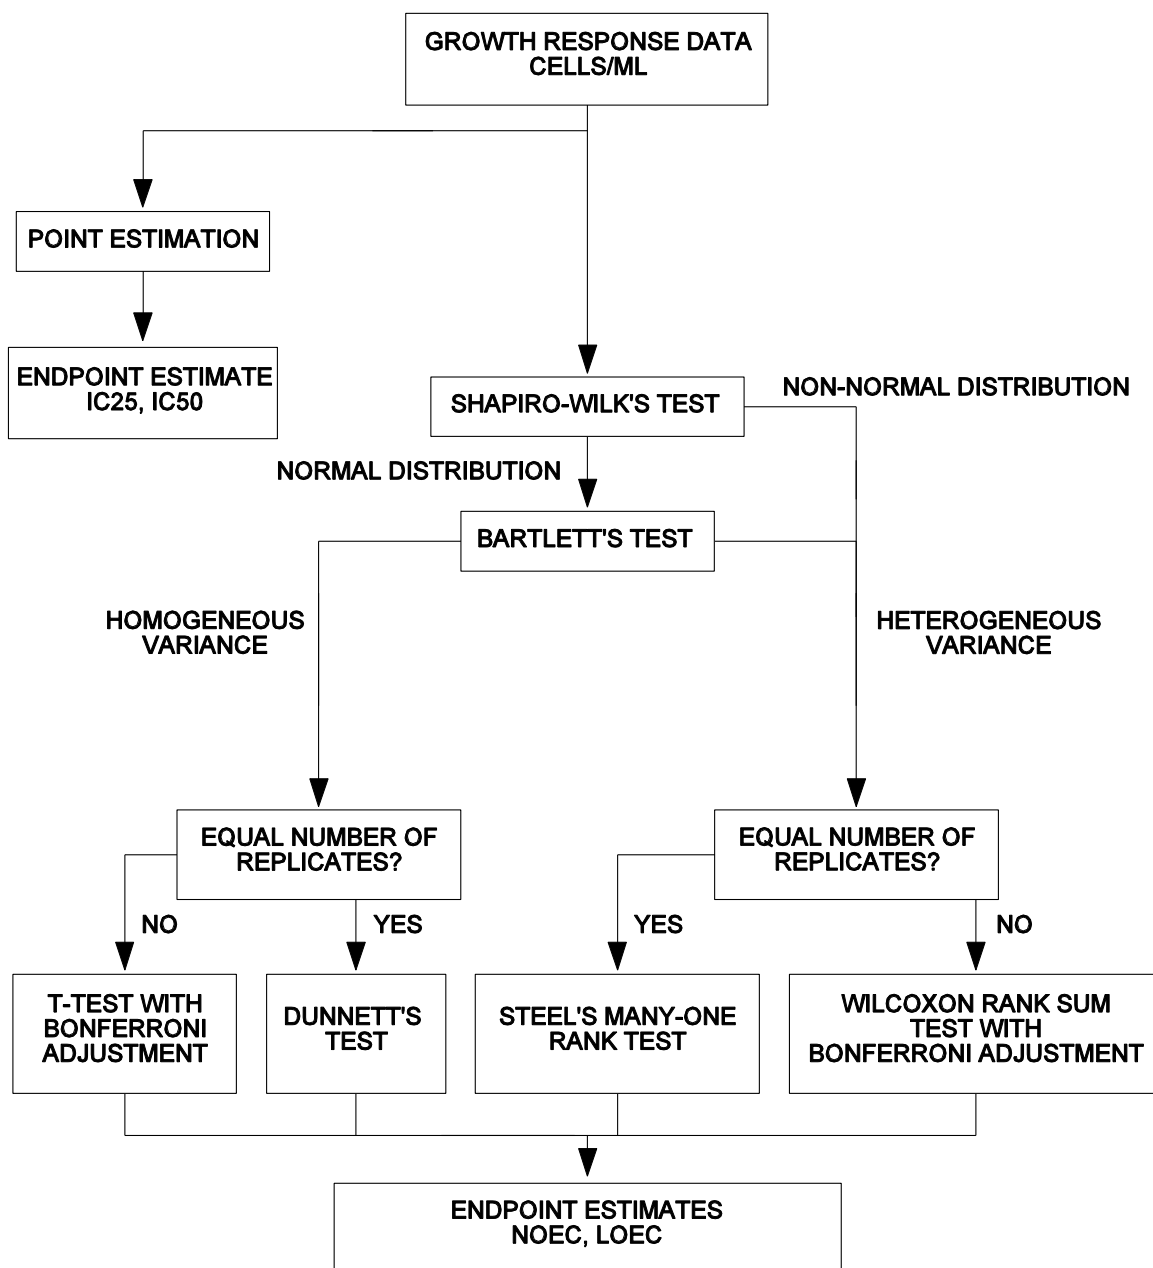 GROWTH RESPONSE DATA
CELLS/ML
POINT ESTIMATION
ENDPOINT ESTIMATE
IC25, IC50
SHAPIRO-WILK'S TEST
NON-NORMAL DISTRIBUTION
NORMAL DISTRIBUTION
BARTLETT'S TEST
HOMOGENEOUS
VARIANCE
HETEROGENEOUS
VARIANCE
EQUAL NUMBER OF
REPLICATES?
EQUAL NUMBER OF
REPLICATES?
NO
YES
YES
NO
T-TEST WITH
BONFERRONI
ADJUSTMENT
DUNNETT'S
TEST
STEEL'S MANY-ONE
RANK TEST
WILCOXON RANK SUM
TEST WITH
BONFERRONI ADJUSTMENT
ENDPOINT ESTIMATES
NOEC, LOEC